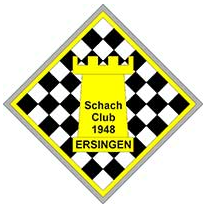 Schach
Club
1948
ERSINGEN